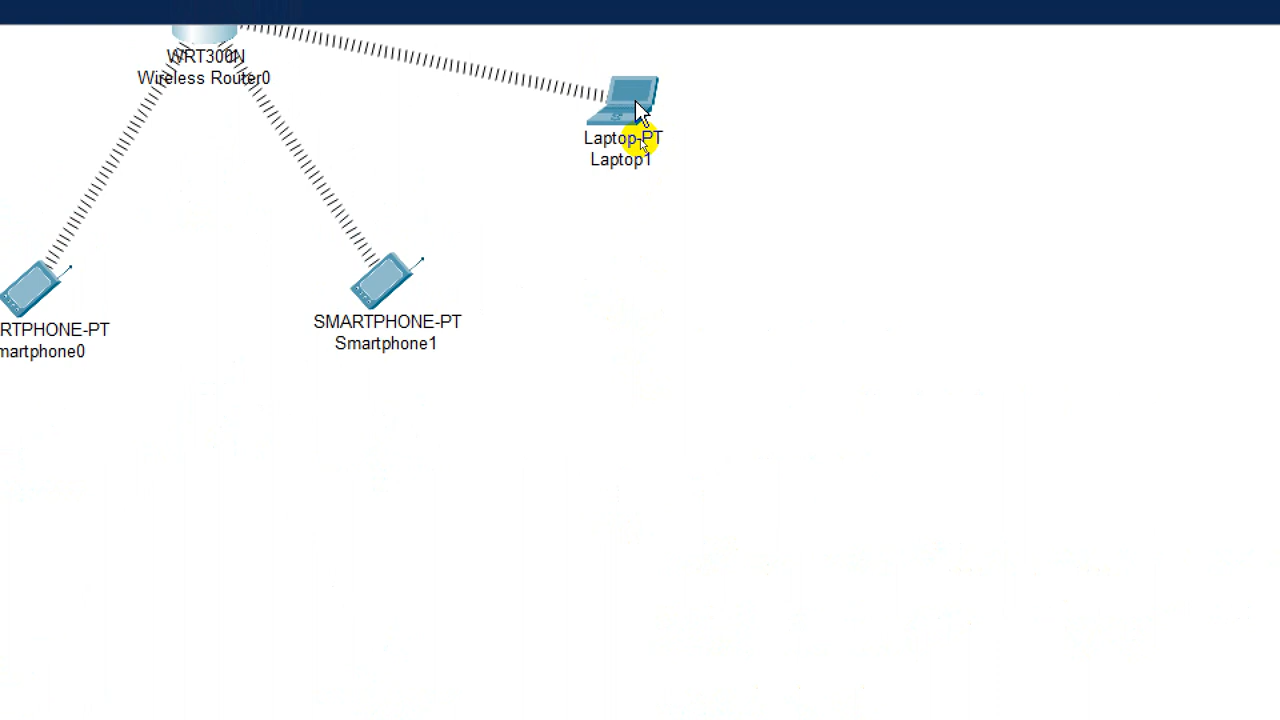 WRT300N
Wireless Router0
Laptop-PT
Laptop1
SMARTPHONE-PT
Smartphone1
RTPHONE-PT
martphone0